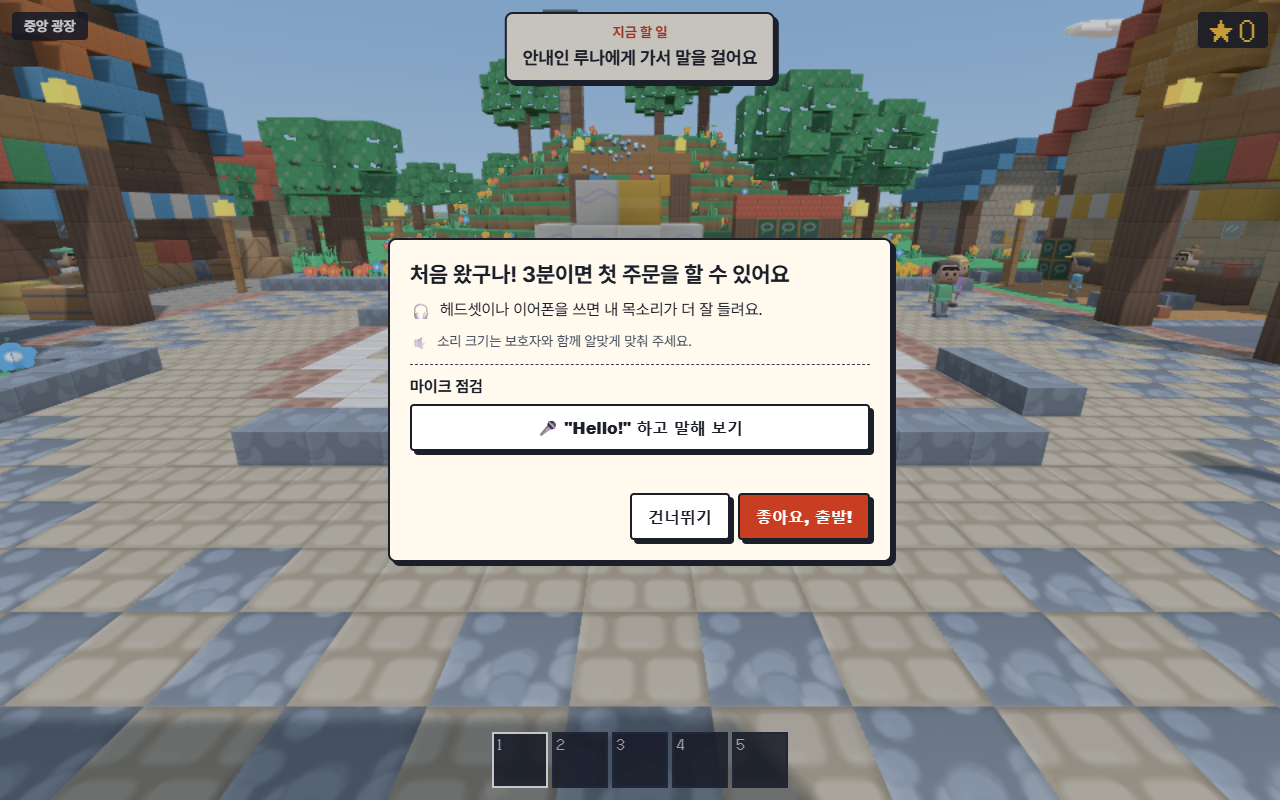 중앙 광장
지금 할 일
안내인 루나에게 가서 말을 걸어요
★0
처음 왔구나! 3분이면 첫 주문을 할 수 있어요
헤드셋이나 이어폰을 쓰면 내 목소리가 더 잘 들려요.
소리 크기는 보호자와 함께 알맞게 맞춰 주세요.
마이크 점검
"Hello!" 하고 말해 보기
건너뛰기
좋아요, 출발!
1 2 3 4 5